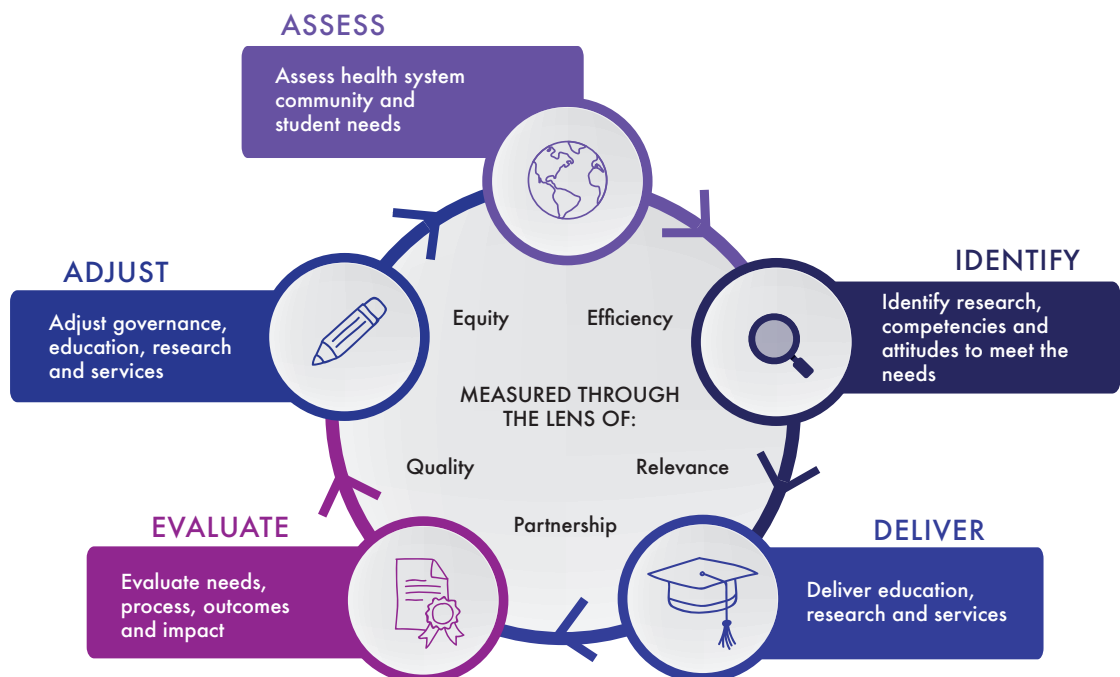 ASSESS
Assess health system
community and
student needs
IDENTIFY
Identify research,
competencies and
attitudes to meet the
needs
ADJUST
Adjust governance,
education, research
and services
Equity
Efficiency
MEASURED THROUGH
THE LENS OF:
Quality
Relevance
Partnership
EVALUATE
Evaluate needs,
process, outcomes
and impact
DELIVER
Deliver education,
research and services